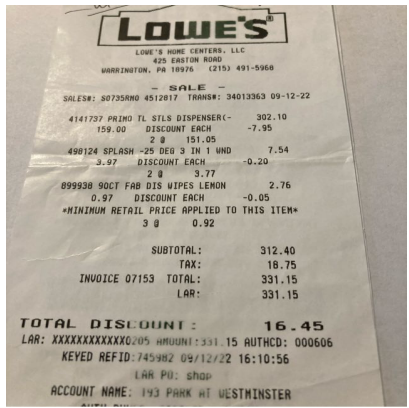 LOWE'S®
LOWE'S HOME CENTERS, LLC
425 EASTON ROAD
WARRINGTON, PA 18976 (215) 491-5968
- SALE -
SALES#: S0735RM0 4512817 TRANS#: 34013363 09-12-22
4141737 PRIMO TL STLS DISPENSER(- 302.10
159.00 DISCOUNT EACH -7.95
2 @ 151.05
498124 SPLASH -25 DEG 3 IN 1 WND 7.54
3.97 DISCOUNT EACH -0.20
2 @ 3.77
899938 90CT FAB DIS WIPES LEMON 2.76
0.97 DISCOUNT EACH -0.05
*MINIMUM RETAIL PRICE APPLIED TO THIS ITEM*
3 @ 0.92
SUBTOTAL: 312.40
TAX: 18.75
INVOICE 07153 TOTAL: 331.15
LAR: 331.15
TOTAL DISCOUNT: 16.45
LAR: XXXXXXXXXXXX0205 AMOUNT:331.15 AUTHCD: 000606
KEYED REFID:745982 09/12/22 16:10:56
LAR PO: shop
ACCOUNT NAME: 193 PARK AT WESTMINSTER